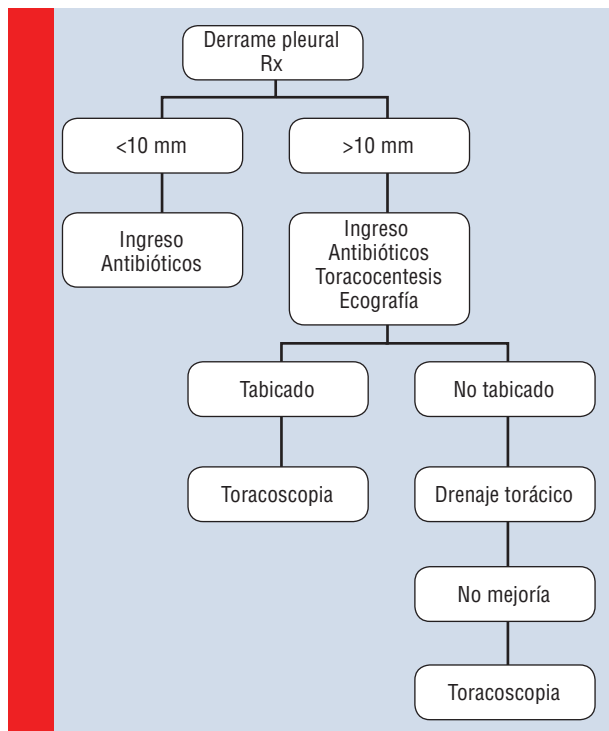 Derrame pleural
Rx
<10 mm
>10 mm
Ingreso
Antibióticos
Ingreso
Antibióticos
Toracocentesis
Ecografía
Tabicado
No tabicado
Toracoscopia
Drenaje torácico
No mejoría
Toracoscopia